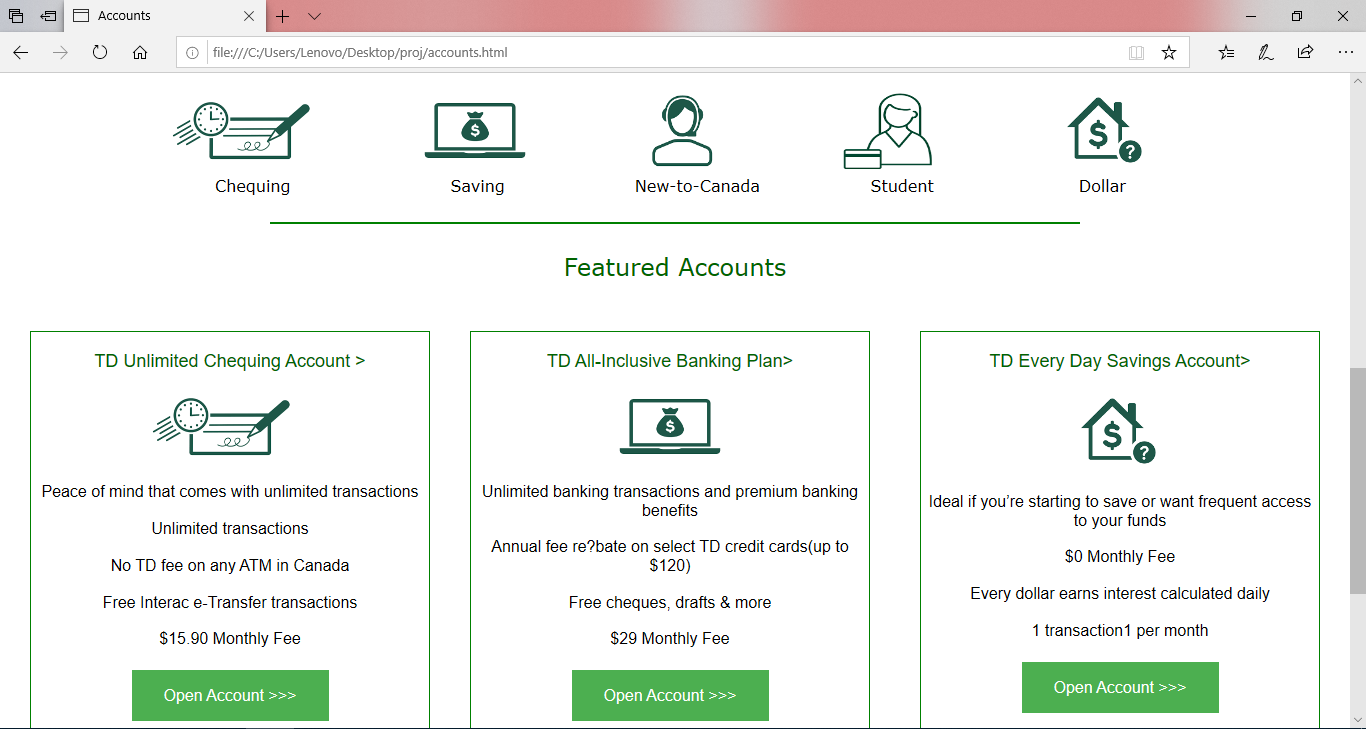 Accounts
file:///C:/Users/Lenovo/Desktop/proj/accounts.html
$
$
?
Chequing
Saving
New-to-Canada
Student
Dollar
Featured Accounts
TD Unlimited Chequing Account >
Peace of mind that comes with unlimited transactions
Unlimited transactions
No TD fee on any ATM in Canada
Free Interac e-Transfer transactions
$15.90 Monthly Fee
Open Account >>>
TD All-Inclusive Banking Plan>
$
Unlimited banking transactions and premium banking
benefits
Annual fee re?bate on select TD credit cards(up to
$120)
Free cheques, drafts & more
$29 Monthly Fee
Open Account >>>
TD Every Day Savings Account>
$
?
Ideal if you’re starting to save or want frequent access
to your funds
$0 Monthly Fee
Every dollar earns interest calculated daily
1 transaction1 per month
Open Account >>>